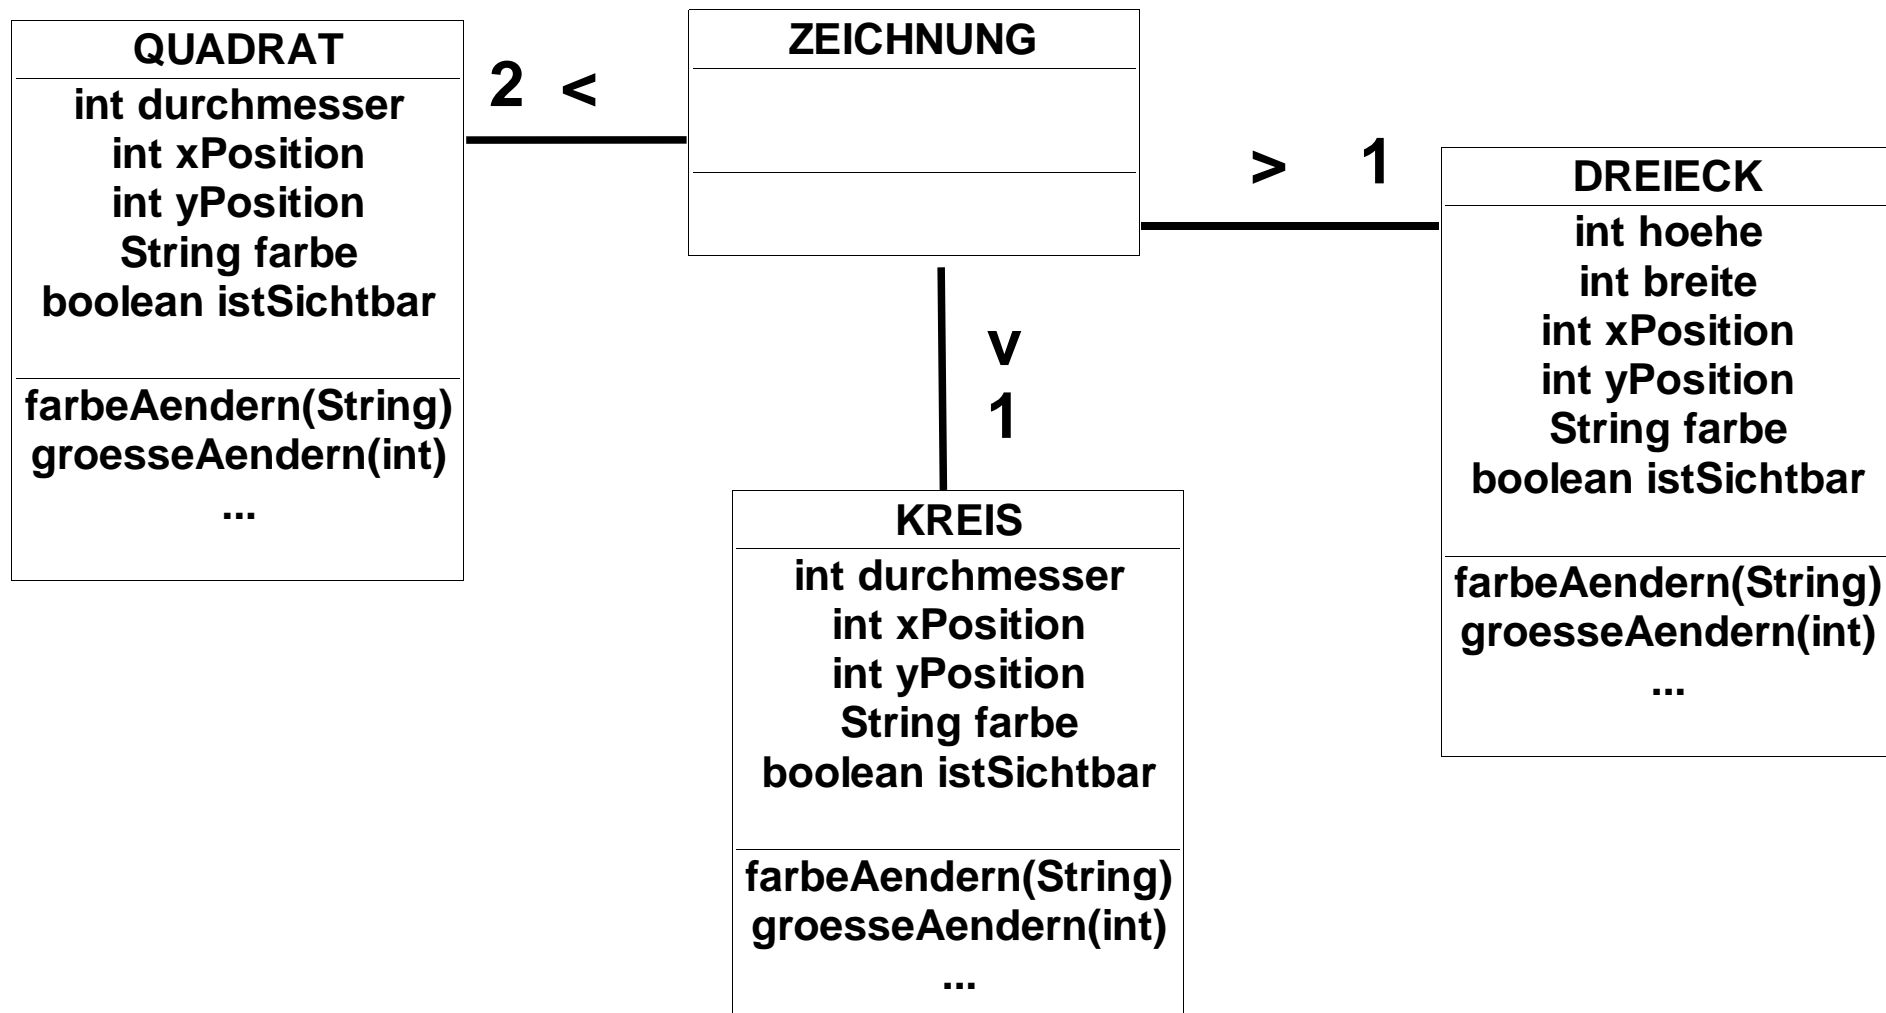 QUADRAT
int durchmesser
int xPosition
int yPosition
String farbe
boolean istSichtbar
farbeAendern(String)
groesseAendern(int)
...
2 <
ZEICHNUNG
> 1
v
1
KREIS
int durchmesser
int xPosition
int yPosition
String farbe
boolean istSichtbar
farbeAendern(String)
groesseAendern(int)
...
DREIECK
int hoehe
int breite
int xPosition
int yPosition
String farbe
boolean istSichtbar
farbeAendern(String)
groesseAendern(int)
...